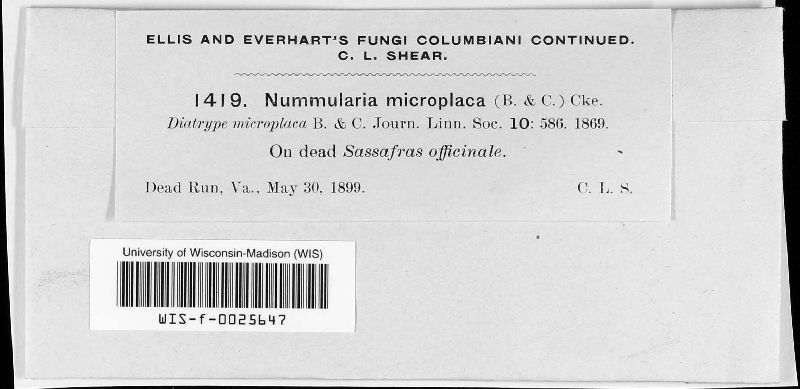 ELLIS AND EVERHART'S FUNGI COLUMBIANI CONTINUED.
C. L. SHEAR.
1419. Nummularia microplaca (B. & C.) Cke.
Diatrype microplaca B. & C. Journ. Linn. Soc. 10: 586. 1869.
On dead Sassafras officinale.
Dead Run, Va., May 30, 1899. C. L. S.
University of Wisconsin-Madison (WIS)
WIS-f-0025647